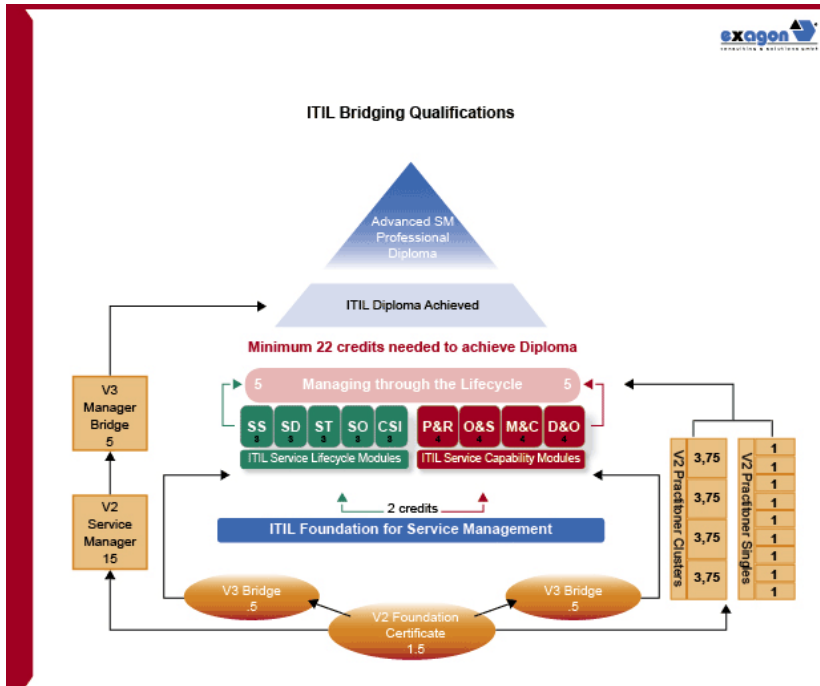 exagon
consulting & solutions gmbh
ITIL Bridging Qualifications
Advanced SM
Professional
Diploma
ITIL Diploma Achieved
Minimum 22 credits needed to achieve Diploma
5 Managing through the Lifecycle 5
V3
Manager
Bridge
5
SS SD ST SO CSI
3 3 3 3 3
P&R O&S M&C D&O
4 4 4 4
ITIL Service Lifecycle Modules
ITIL Service Capability Modules
V2
Service
Manager
15
2 credits
ITIL Foundation for Service Management
V2 Practitoner Clusters
3,75
3,75
3,75
3,75
V2 Practitoner Singles
1
1
1
1
1
1
1
1
1
V3 Bridge
.5
V3 Bridge
.5
V2 Foundation
Certificate
1.5